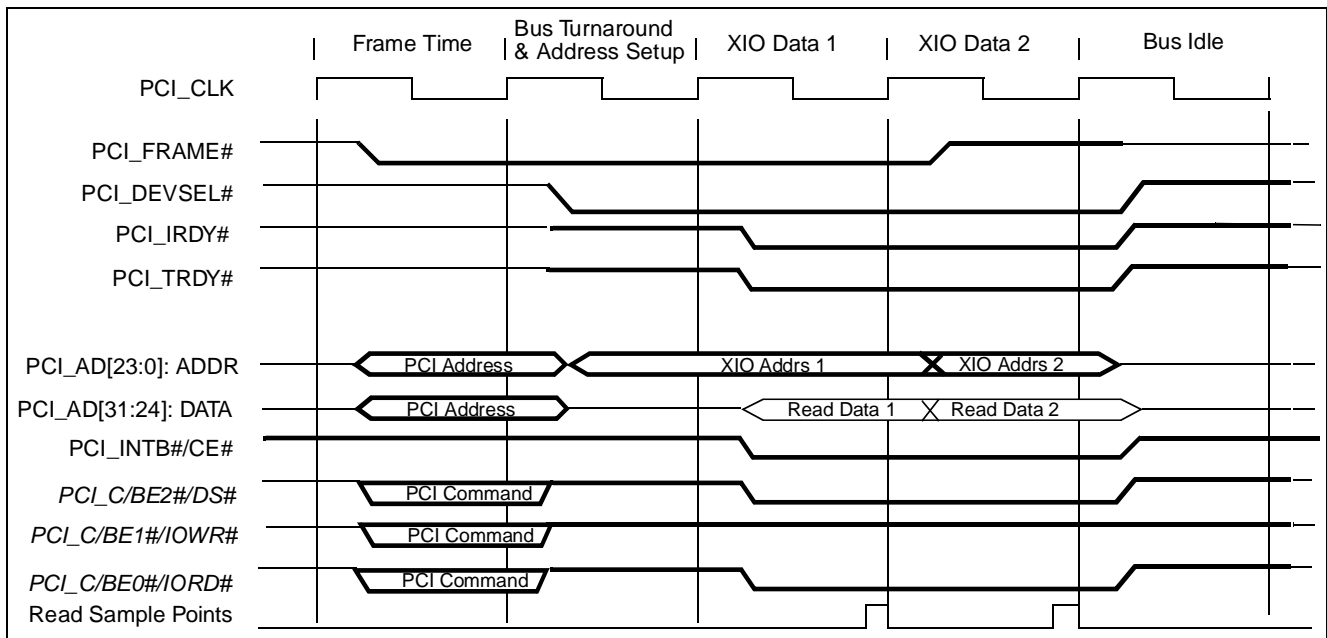 Frame Time
Bus Turnaround
& Address Setup
XIO Data 1
XIO Data 2
Bus Idle
PCI_CLK
PCI_FRAME#
PCI_DEVSEL#
PCI_IRDY#
PCI_TRDY#
PCI_AD[23:0]: ADDR
PCI Address
XIO Addrs 1
XIO Addrs 2
PCI_AD[31:24]: DATA
PCI Address
Read Data 1
Read Data 2
PCI_INTB#/CE#
PCI_C/BE2#/DS#
PCI Command
PCI_C/BE1#/IOWR#
PCI Command
PCI_C/BE0#/IORD#
PCI Command
Read Sample Points